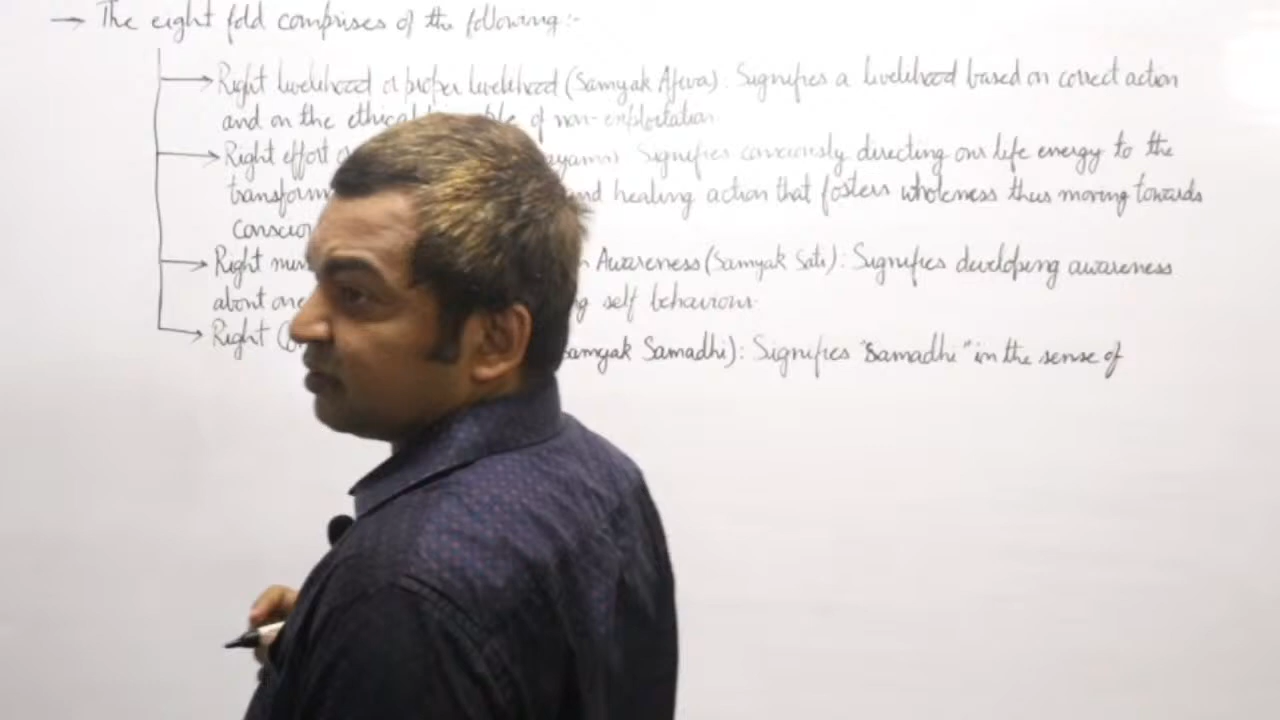 → The eight fold comprises of the following:-
→ Right livelihood or proper livelihood (Samyak Ajeva). Signifies a livelihood based on correct action
and on the ethical of non-exploitation
→ Right effort Signifies consciously directing our life energy to the
and healing action that fosters wholeness thus moving towards
→ Right Awareness (Samyak Sati): Signifies developing awareness
about self behaviour
→ Right Samadhi): Signifies "Samadhi" in the sense of